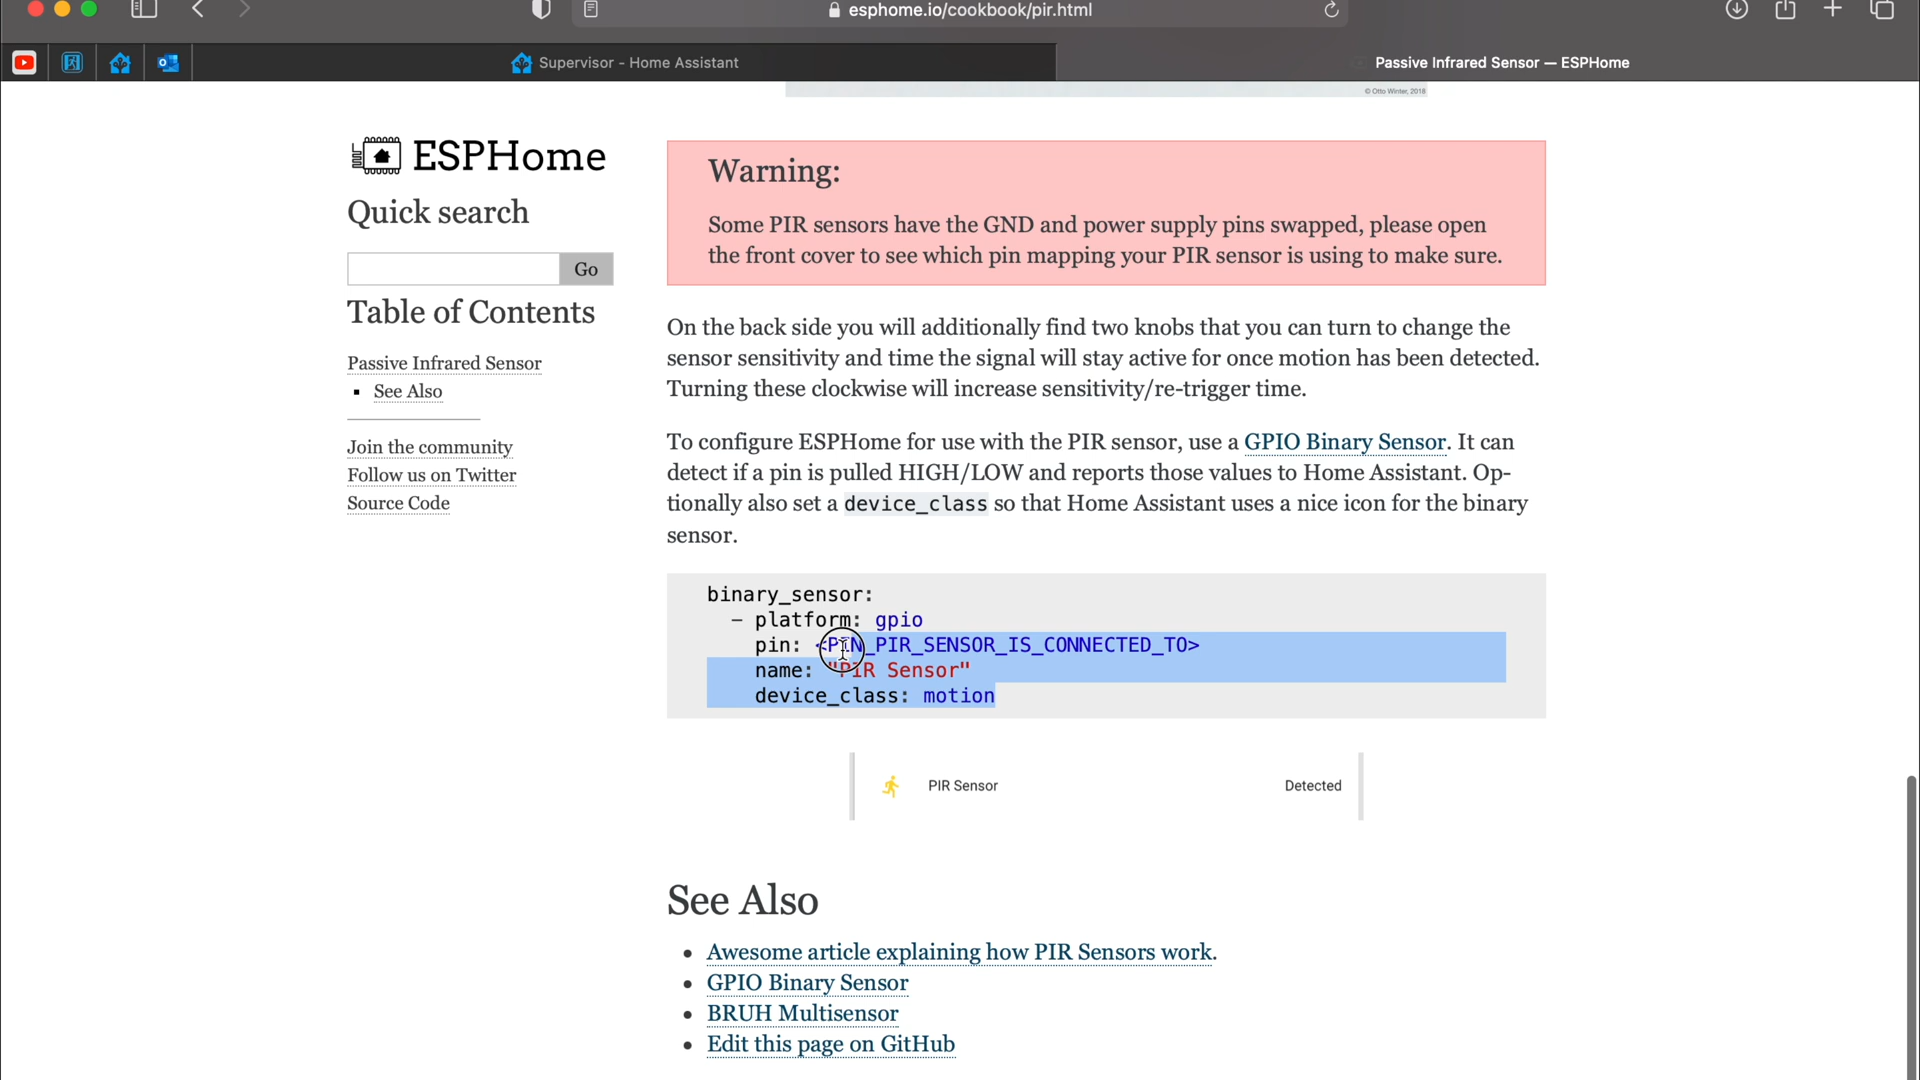 esphome.io/cookbook/pir.html
Supervisor - Home Assistant
Passive Infrared Sensor — ESPHome
© Otto Winter, 2018
ESPHome
Quick search
Go
Table of Contents
Passive Infrared Sensor
See Also
Join the community
Follow us on Twitter
Source Code
Warning:
Some PIR sensors have the GND and power supply pins swapped, please open
the front cover to see which pin mapping your PIR sensor is using to make sure.
On the back side you will additionally find two knobs that you can turn to change the
sensor sensitivity and time the signal will stay active for once motion has been detected.
Turning these clockwise will increase sensitivity/re-trigger time.
To configure ESPHome for use with the PIR sensor, use a GPIO Binary Sensor. It can
detect if a pin is pulled HIGH/LOW and reports those values to Home Assistant. Op-
tionally also set a device_class so that Home Assistant uses a nice icon for the binary
sensor.
binary_sensor:
- platform: gpio
pin: <PIN_PIR_SENSOR_IS_CONNECTED_TO>
name: "PIR Sensor"
device_class: motion
PIR Sensor Detected
See Also
Awesome article explaining how PIR Sensors work.
GPIO Binary Sensor
BRUH Multisensor
Edit this page on GitHub